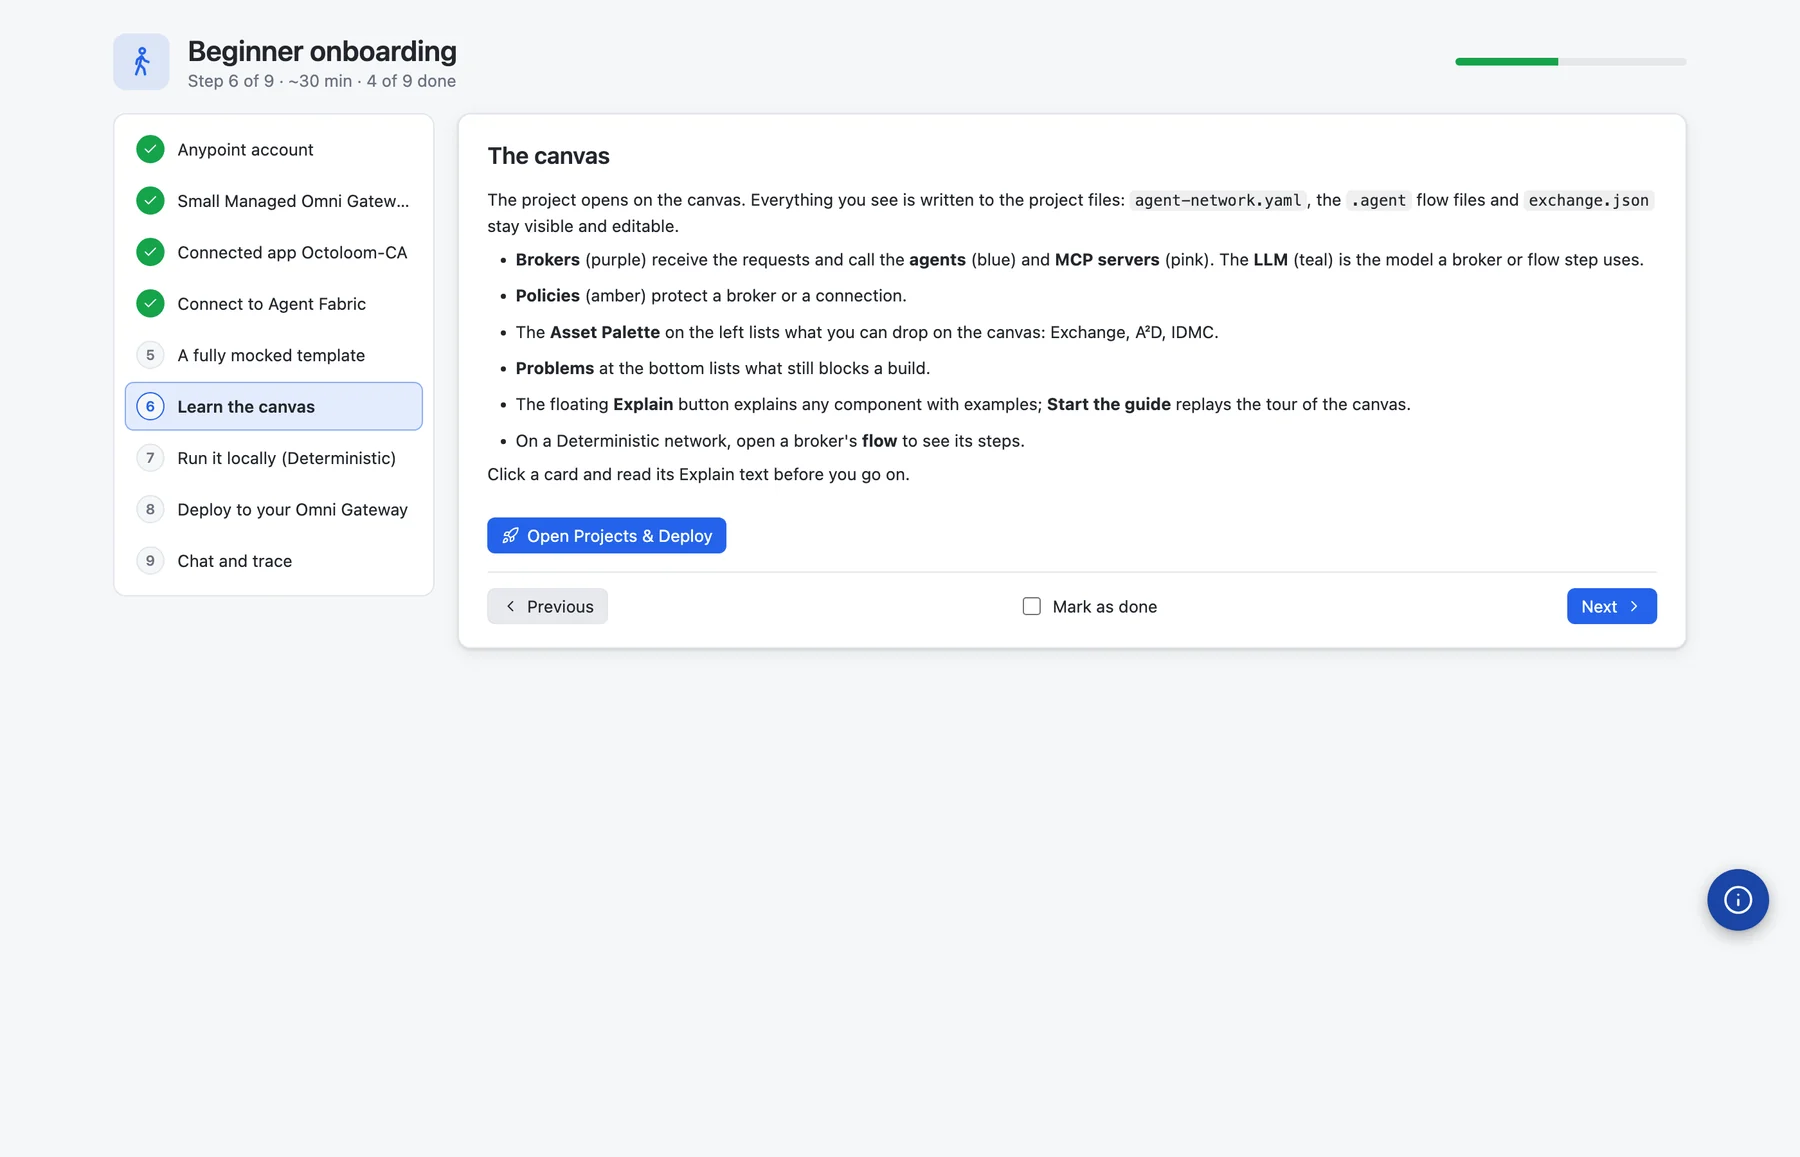 Beginner onboarding
Step 6 of 9 · ~30 min · 4 of 9 done
Anypoint account
Small Managed Omni Gatew...
Connected app Octoloom-CA
Connect to Agent Fabric
5 A fully mocked template
6 Learn the canvas
7 Run it locally (Deterministic)
8 Deploy to your Omni Gateway
9 Chat and trace
The canvas
The project opens on the canvas. Everything you see is written to the project files: agent-network.yaml, the .agent flow files and exchange.json
stay visible and editable.
• Brokers (purple) receive the requests and call the agents (blue) and MCP servers (pink). The LLM (teal) is the model a broker or flow step uses.
• Policies (amber) protect a broker or a connection.
• The Asset Palette on the left lists what you can drop on the canvas: Exchange, A²D, IDMC.
• Problems at the bottom lists what still blocks a build.
• The floating Explain button explains any component with examples; Start the guide replays the tour of the canvas.
• On a Deterministic network, open a broker's flow to see its steps.
Click a card and read its Explain text before you go on.
Open Projects & Deploy
Previous
Mark as done
Next